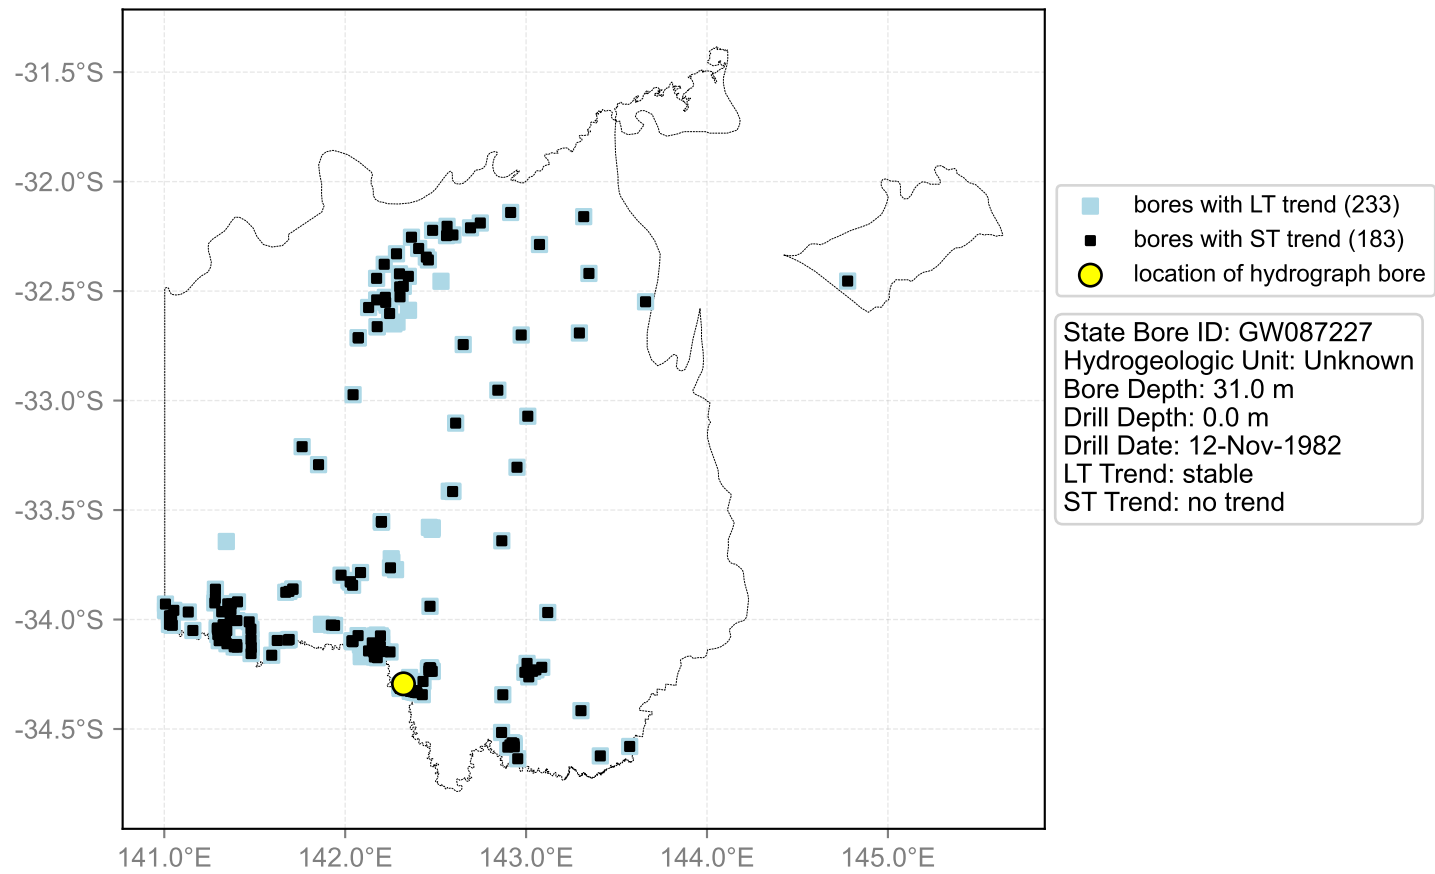 -31.5°S
-32.0°S
-32.5°S
-33.0°S
-33.5°S
-34.0°S
-34.5°S
141.0°E
142.0°E
143.0°E
144.0°E
145.0°E
bores with LT trend (233)
bores with ST trend (183)
location of hydrograph bore
State Bore ID: GW087227
Hydrogeologic Unit: Unknown
Bore Depth: 31.0 m
Drill Depth: 0.0 m
Drill Date: 12-Nov-1982
LT Trend: stable
ST Trend: no trend